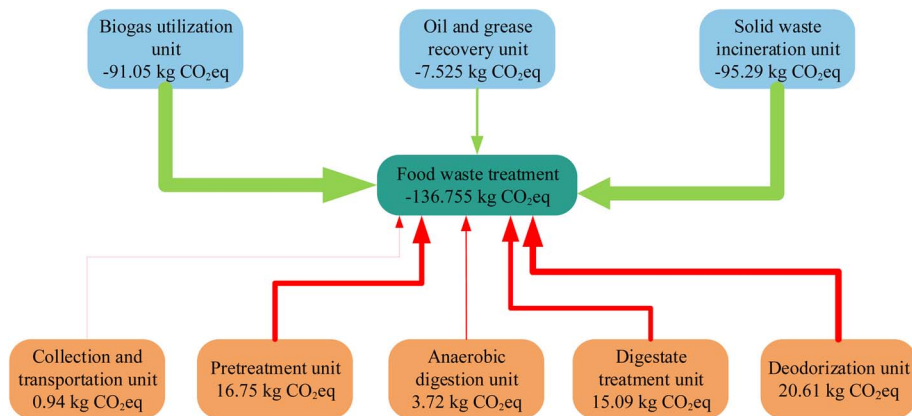 Biogas utilization
unit
-91.05 kg CO₂eq
Oil and grease
recovery unit
-7.525 kg CO₂eq
Solid waste
incineration unit
-95.29 kg CO₂eq
Food waste treatment
-136.755 kg CO₂eq
Collection and
transportation unit
0.94 kg CO₂eq
Pretreatment unit
16.75 kg CO₂eq
Anaerobic
digestion unit
3.72 kg CO₂eq
Digestate
treatment unit
15.09 kg CO₂eq
Deodorization unit
20.61 kg CO₂eq